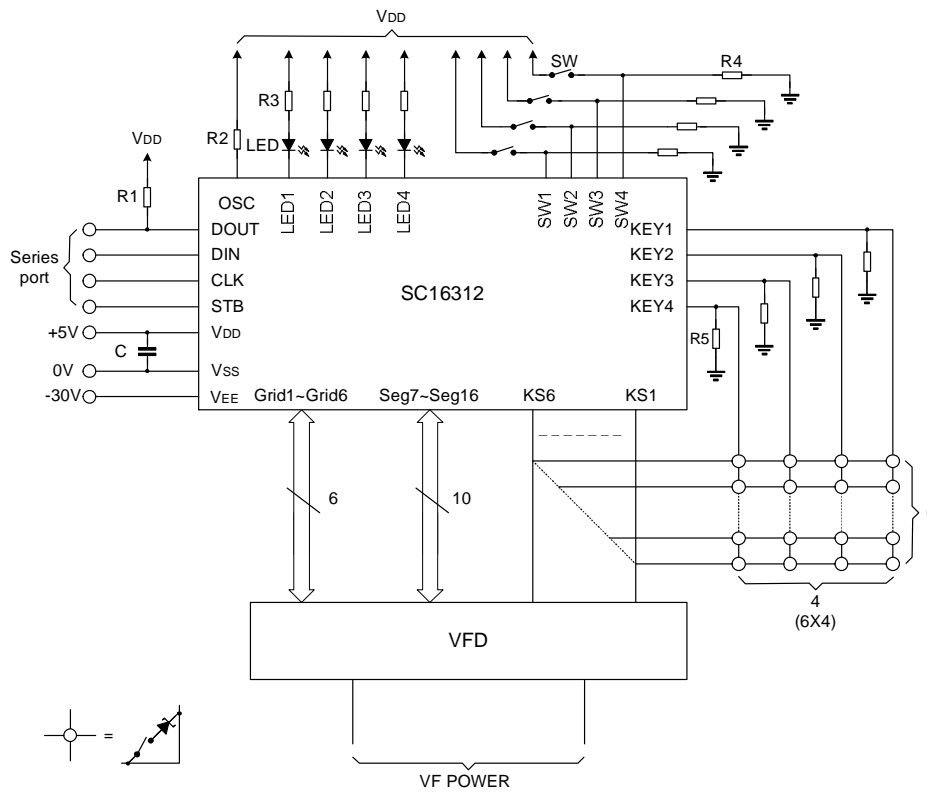 VDD
SW
R4
R3
R2
LED
VDD
R1
OSC
LED1
LED2
LED3
LED4
SW1
SW2
SW3
SW4
DOUT
KEY1
DIN
KEY2
Series
port
CLK
SC16312
KEY3
STB
KEY4
+5V
VDD
R5
C
0V
VSS
-30V
VEE
Grid1~Grid6
Seg7~Seg16
KS6
KS1
6
10
4
(6X4)
VFD
=
VF POWER